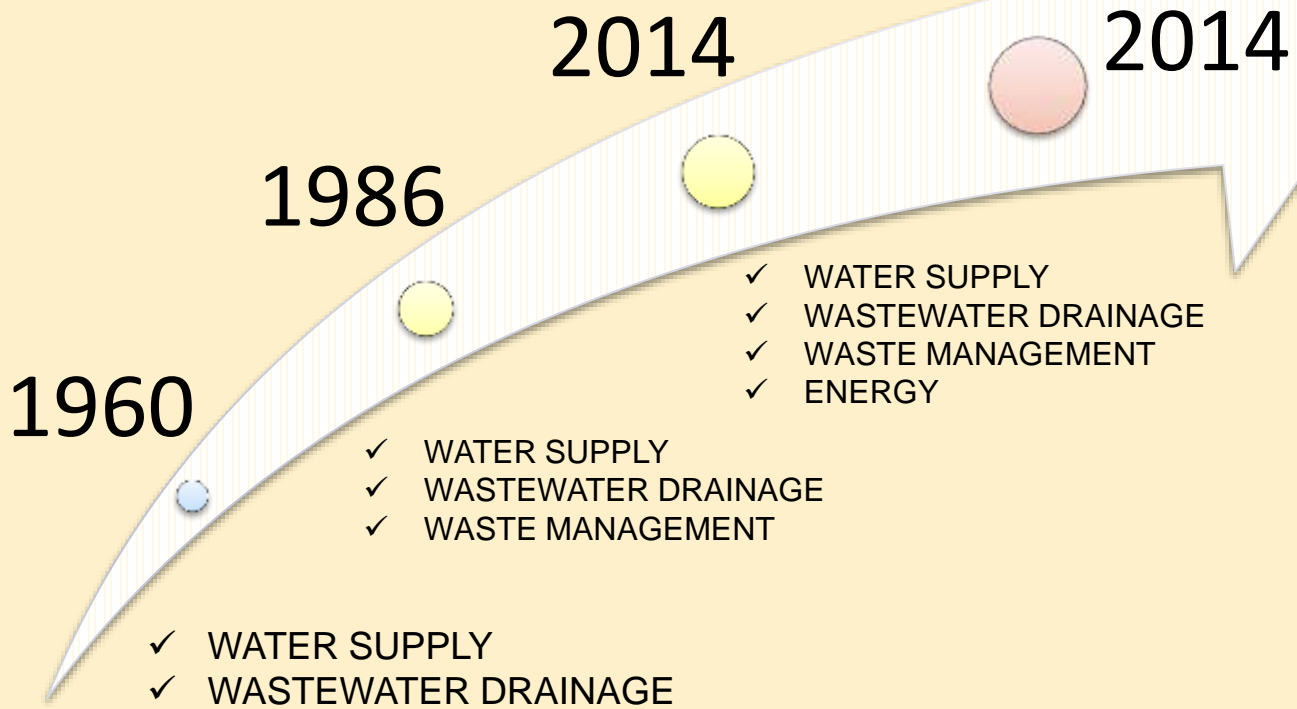 2014
2014
1986
✓ WATER SUPPLY
✓ WASTEWATER DRAINAGE
✓ WASTE MANAGEMENT
✓ ENERGY
1960
✓ WATER SUPPLY
✓ WASTEWATER DRAINAGE
✓ WASTE MANAGEMENT
✓ WATER SUPPLY
✓ WASTEWATER DRAINAGE